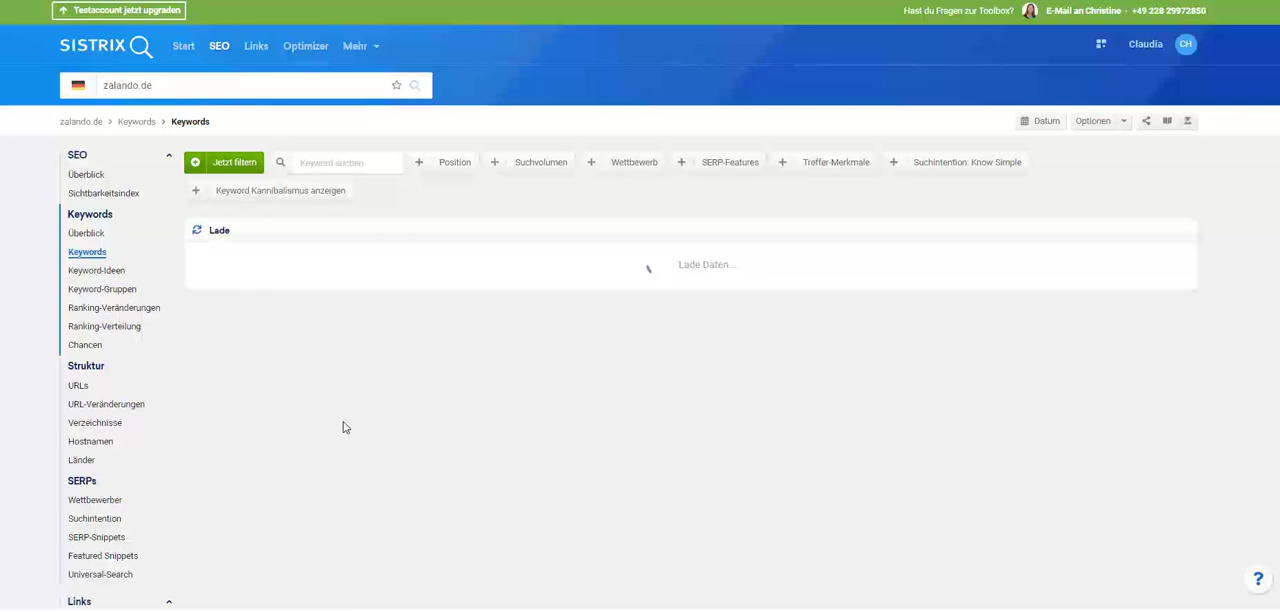 Testaccount jetzt upgraden
Hast du Fragen zur Toolbox? E-Mail an Christine · +49 228 29972850
SISTRIX Start SEO Links Optimizer Mehr Claudia CH
zalando.de
zalando.de > Keywords > Keywords Datum Optionen
SEO
Überblick
Sichtbarkeitsindex
Keywords
Überblick
Keywords
Keyword-Ideen
Keyword-Gruppen
Ranking-Veränderungen
Ranking-Verteilung
Chancen
Struktur
URLs
URL-Veränderungen
Verzeichnisse
Hostnamen
Länder
SERPs
Wettbewerber
Suchintention
SERP-Snippets
Featured Snippets
Universal-Search
Links
Jetzt filtern Keyword suchen + Position + Suchvolumen + Wettbewerb + SERP-Features + Treffer-Merkmale + Suchintention: Know Simple
+ Keyword Kannibalismus anzeigen
Lade
Lade Daten...
?